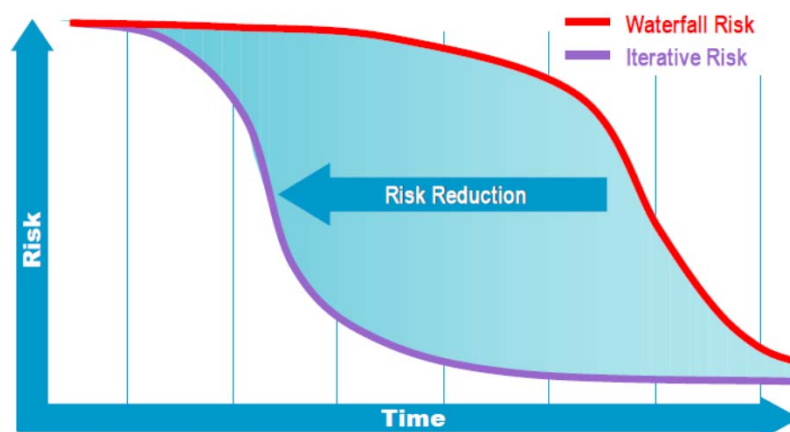 Waterfall Risk
Iterative Risk
Risk Reduction
Risk
Time